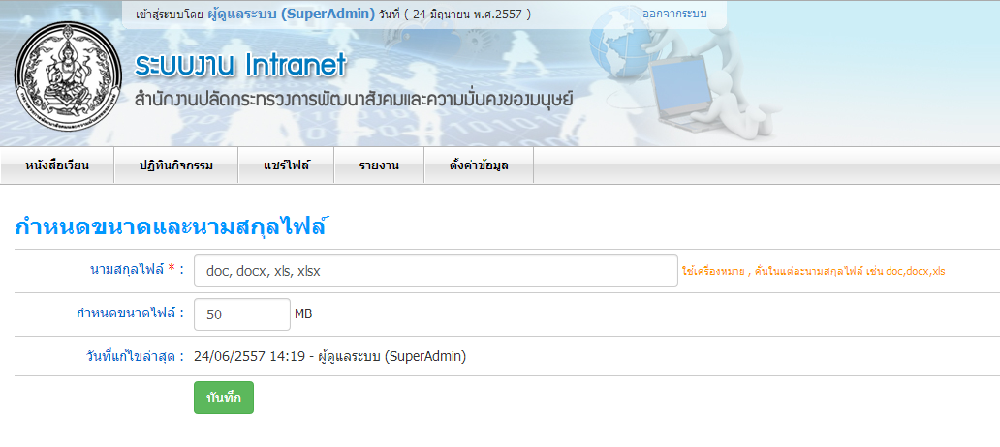 เข้าสู่ระบบโดย ผู้ดูแลระบบ (SuperAdmin) วันที่ ( 24 มิถุนายน พ.ศ.2557 ) ออกจากระบบ
ระบบงาน Intranet
สำนักงานปลัดกระทรวงการพัฒนาสังคมและความมั่นคงของมนุษย์
หนังสือเวียน ปฏิทินกิจกรรม แชร์ไฟล์ รายงาน ตั้งค่าข้อมูล
กำหนดขนาดและนามสกุลไฟล์
นามสกุลไฟล์ * : doc, docx, xls, xlsx ใช้เครื่องหมาย , คั่นในแต่ละนามสกุลไฟล์ เช่น doc,docx,xls
กำหนดขนาดไฟล์ : 50 MB
วันที่แก้ไขล่าสุด : 24/06/2557 14:19 - ผู้ดูแลระบบ (SuperAdmin)
บันทึก